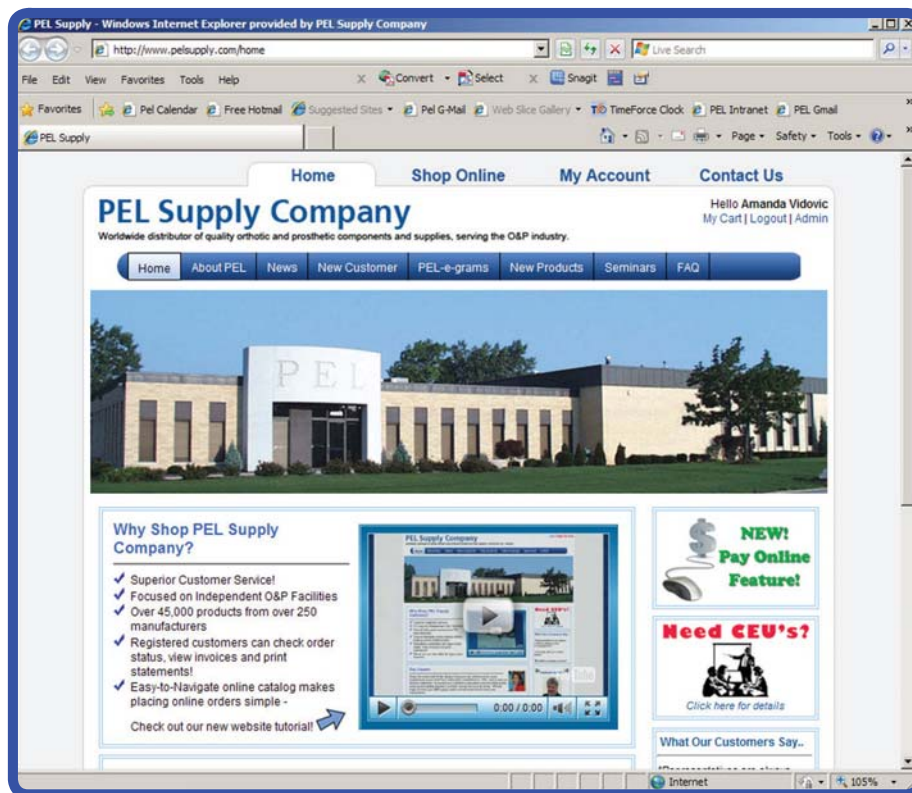 PEL Supply - Windows Internet Explorer provided by PEL Supply Company
http://www.pelsupply.com/home
Live Search
File Edit View Favorites Tools Help
Convert Select
Snagit
Favorites
Pel Calendar
Free Hotmail
Suggested Sites
Pel G-Mail
Web Slice Gallery
TimeForce Clock
PEL Intranet
PEL Gmail
PEL Supply
Page Safety Tools
Home Shop Online My Account Contact Us
PEL Supply Company
Hello Amanda Vidovic
My Cart | Logout | Admin
Worldwide distributor of quality orthotic and prosthetic components and supplies, serving the O&P industry.
Home About PEL News New Customer PEL-e-grams New Products Seminars FAQ
PEL
Why Shop PEL Supply
Company?
Superior Customer Service!
Focused on Independent O&P Facilities
Over 45,000 products from over 250
manufacturers
Registered customers can check order
status, view invoices and print
statements!
Easy-to-Navigate online catalog makes
placing online orders simple -
Check out our new website tutorial!
PEL Supply Company
Need CEU's?
0:00 / 0:00
NEW!
Pay Online
Feature!
Need CEU's?
Click here for details
What Our Customers Say..
Internet
105%